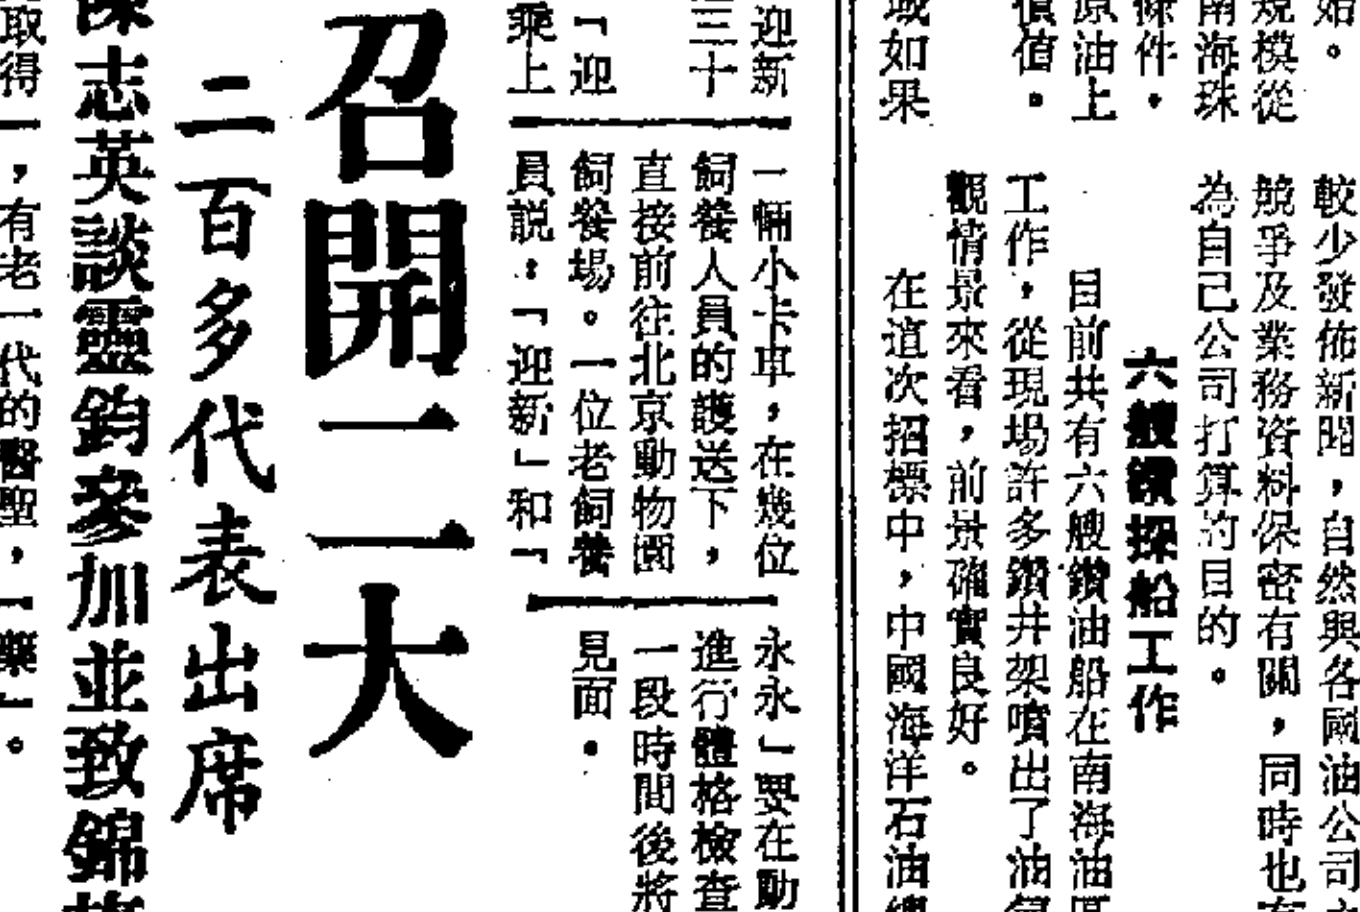 始。
規模從
南海珠
條件，
原油上
價值。
域如果
較少發佈新聞，自然與各國油公司
競爭及業務資料保密有關，同時也有
為自己公司打算的目的。
六艘鑽探船工作
目前共有六艘鑽油船在南海油區
工作，從現場許多鑽井架噴出了油氣
觀情景來看，前景確實良好。
在這次招標中，中國海洋石油總
迎新
三十
「迎
乘上
一輛小卡車，在幾位
飼養人員的護送下，
直接前往北京動物園
飼養場。一位老飼養
員說：「迎新」和「
永永」要在動
進行體格檢查
一段時間後將
見面。
召開一二大
二百多代表出席
陳志英談靈鈞參加並致錦旗
取得
一，有老一代的醫聖，
「藥」。